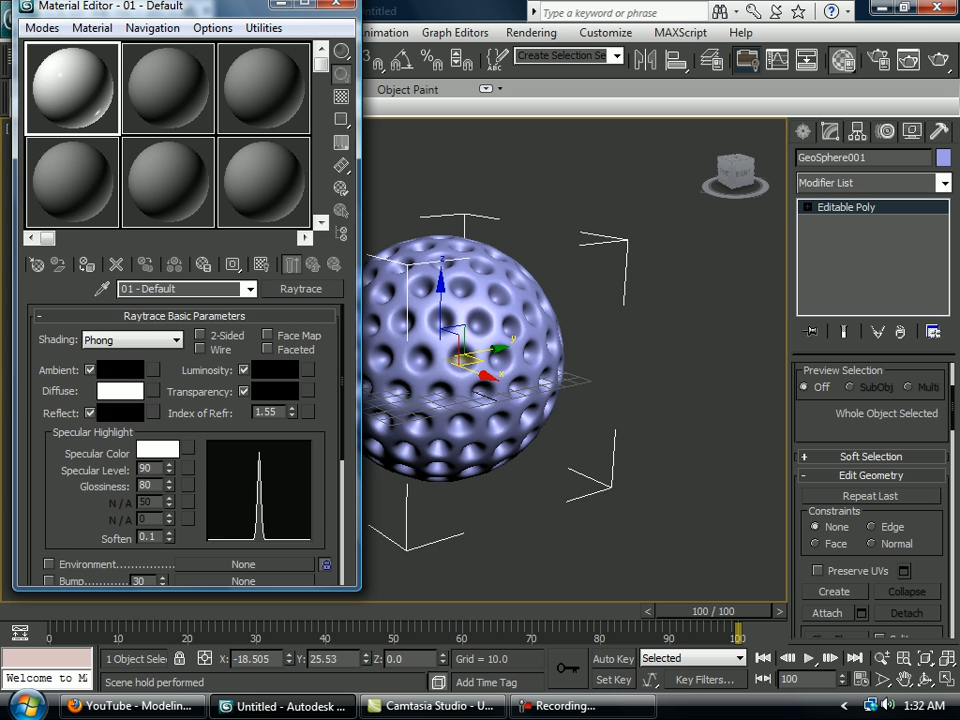 Material Editor - 01 - Default
Modes Material Navigation Options Utilities
Untitled
Type a keyword or phrase
nimation Graph Editors Rendering Customize MAXScript Help
Create Selection Se
Object Paint
01 - Default
Raytrace
GeoSphere001
Modifier List
Editable Poly
Raytrace Basic Parameters
Shading: Phong
2-Sided
Face Map
Wire
Faceted
Ambient:
Luminosity:
Diffuse:
Transparency:
Reflect:
Index of Refr: 1.55
Specular Highlight
Specular Color
Specular Level: 90
Glossiness: 80
N / A 50
N / A 0
Soften 0.1
Environment................... None
Bump............. 30 None
z
y
x
Preview Selection
Off SubObj Multi
Whole Object Selected
+ Soft Selection
- Edit Geometry
Repeat Last
Constraints
None Edge
Face Normal
Preserve UVs
Create Collapse
Attach Detach
< 100 / 100 >
0 10 20 30 40 50 60 70 80 90 100
1 Object Sele X: -18.505 Y: 25.53 Z: 0.0 Grid = 10.0
Auto Key Selected
Welcome to M
Scene hold performed
Add Time Tag
Set Key Key Filters... 100
YouTube - Modelin...
Untitled - Autodesk ...
Camtasia Studio - U...
Recording...
1:32 AM